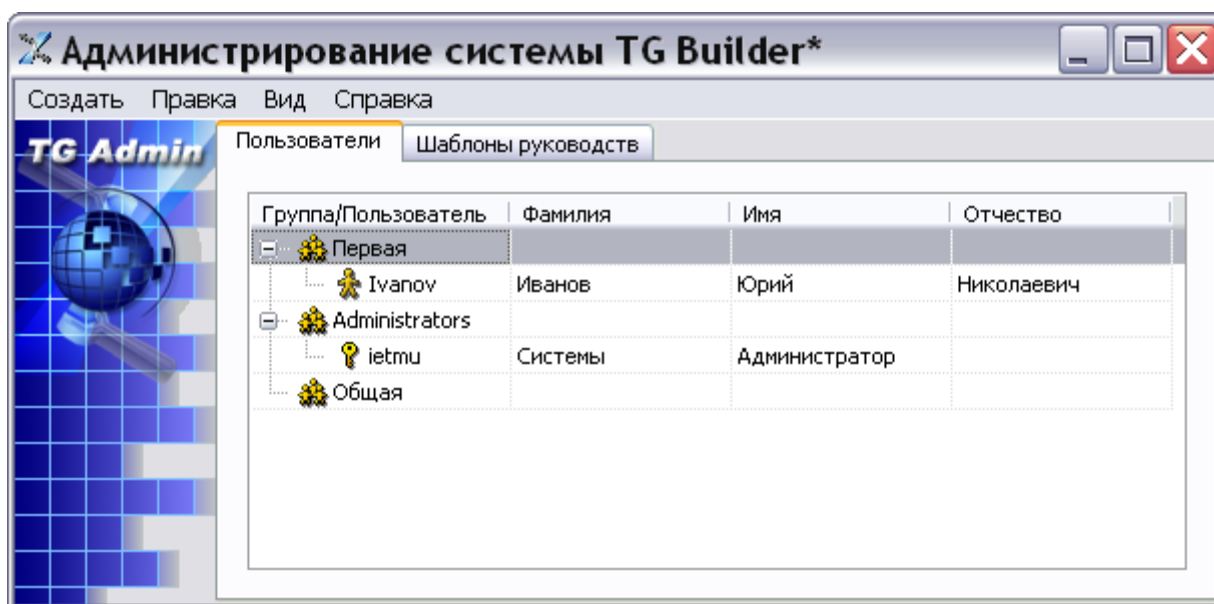 Администрирование системы TG Builder*
Создать Правка Вид Справка
TG Admin
Пользователи Шаблоны руководств
Группа/Пользователь Фамилия Имя Отчество
Первая
Ivanov Иванов Юрий Николаевич
Administrators
ietmu Системы Администратор
Общая